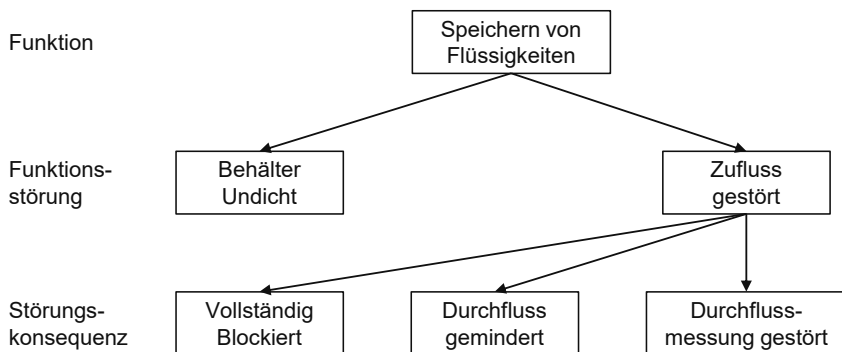 Funktion
Speichern von
Flüssigkeiten
Funktions-
störung
Behälter
Undicht
Zufluss
gestört
Störungs-
konsequenz
Vollständig
Blockiert
Durchfluss
gemindert
Durchfluss-
messung gestört